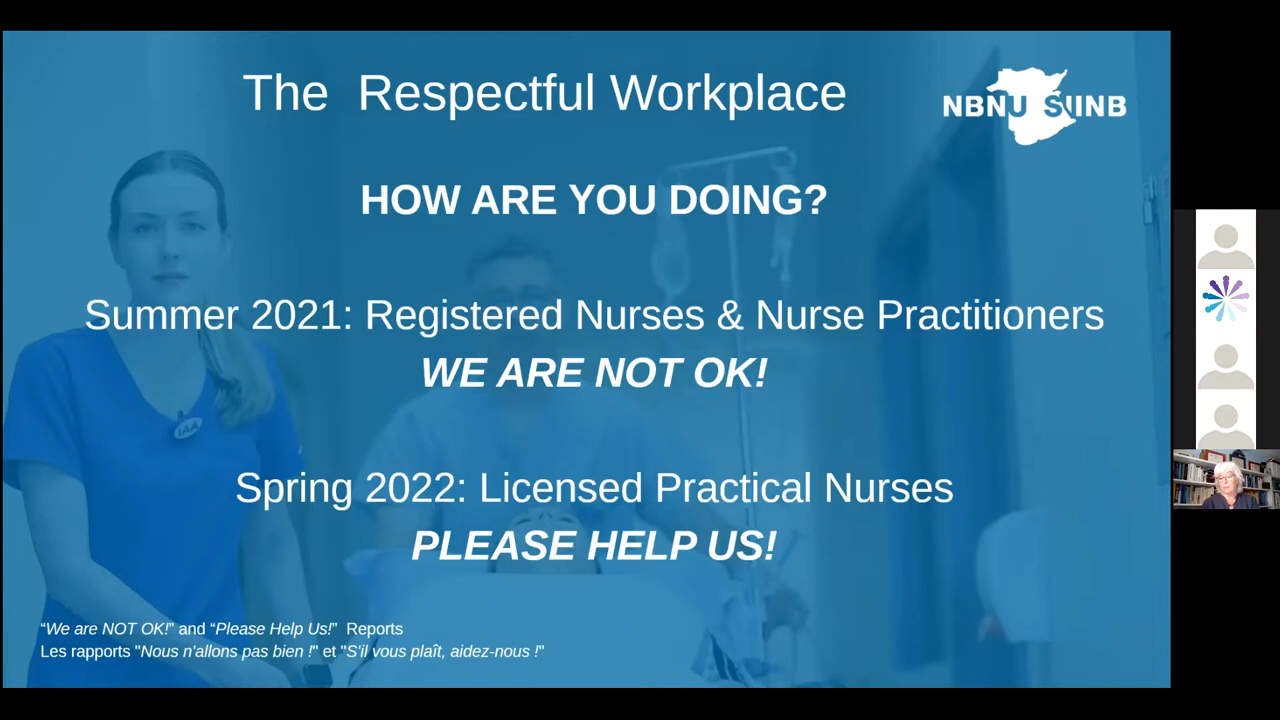 The  Respectful Workplace
NBNU SIINB
HOW ARE YOU DOING?
Summer 2021: Registered Nurses & Nurse Practitioners
WE ARE NOT OK!
IAA
Spring 2022: Licensed Practical Nurses
PLEASE HELP US!
“We are NOT OK!” and “Please Help Us!”  Reports
Les rapports "Nous n'allons pas bien !" et "S'il vous plaît, aidez-nous !"